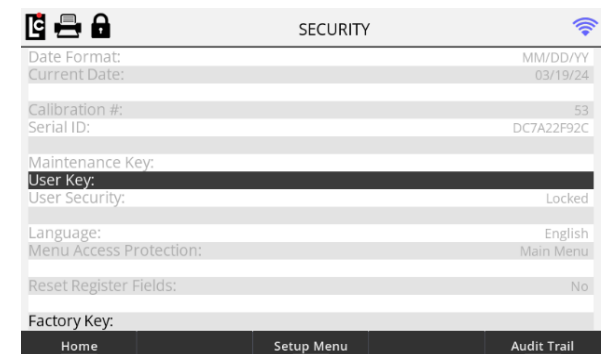 LC
SECURITY
Date Format: MM/DD/YY
Current Date: 03/19/24
Calibration #: 53
Serial ID: DC7A22F92C
Maintenance Key:
User Key:
User Security: Locked
Language: English
Menu Access Protection: Main Menu
Reset Register Fields: No
Factory Key:
Home Setup Menu Audit Trail